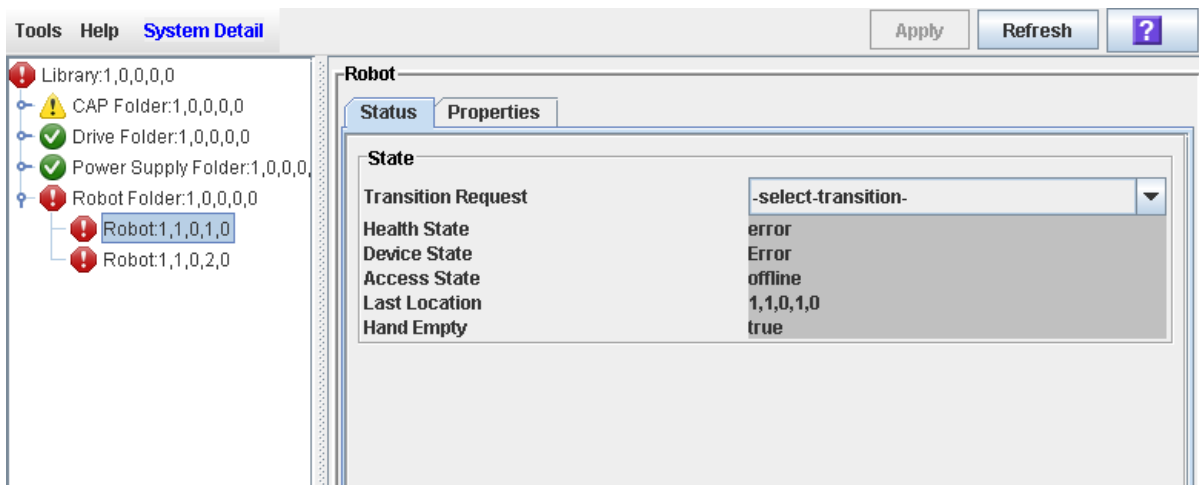 Tools Help System Detail Apply Refresh ?
Library:1,0,0,0,0
CAP Folder:1,0,0,0,0
Drive Folder:1,0,0,0,0
Power Supply Folder:1,0,0,0,
Robot Folder:1,0,0,0,0
Robot:1,1,0,1,0
Robot:1,1,0,2,0
Robot
Status Properties
State
Transition Request -select-transition-
Health State error
Device State Error
Access State offline
Last Location 1,1,0,1,0
Hand Empty true